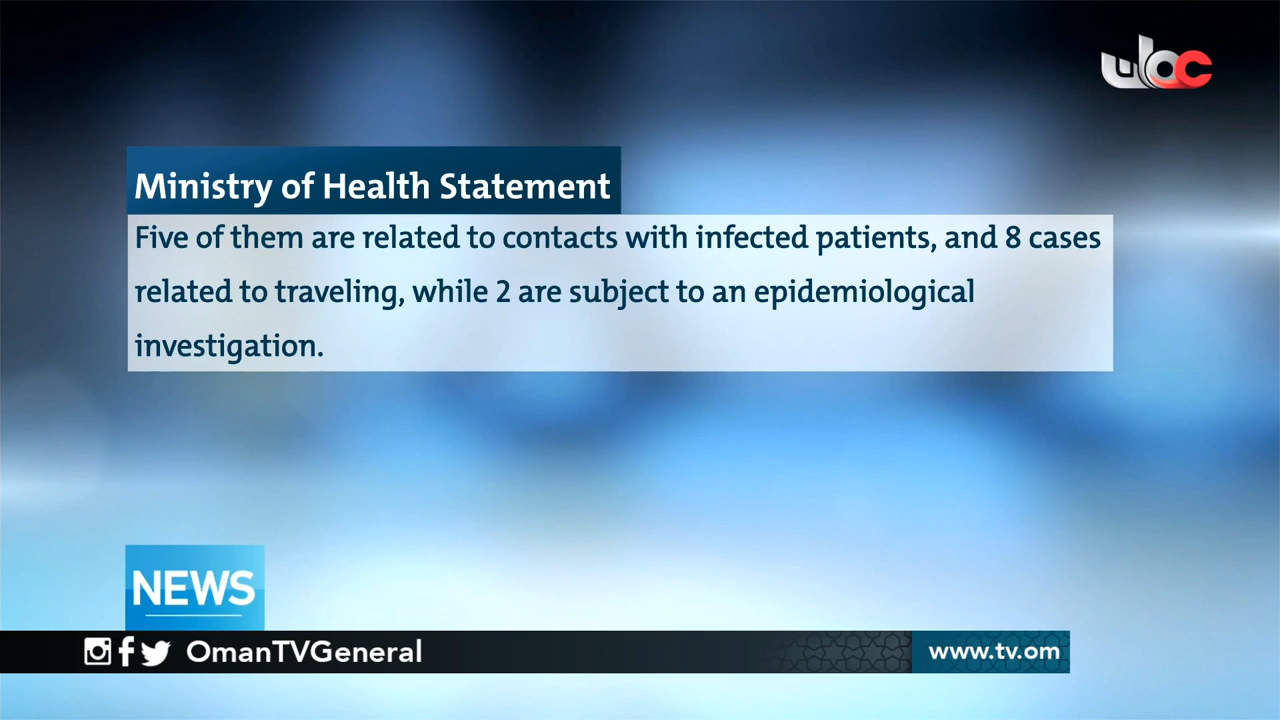 عمان
Ministry of Health Statement
Five of them are related to contacts with infected patients, and 8 cases
related to traveling, while 2 are subject to an epidemiological
investigation.
NEWS
OmanTVGeneral
www.tv.om